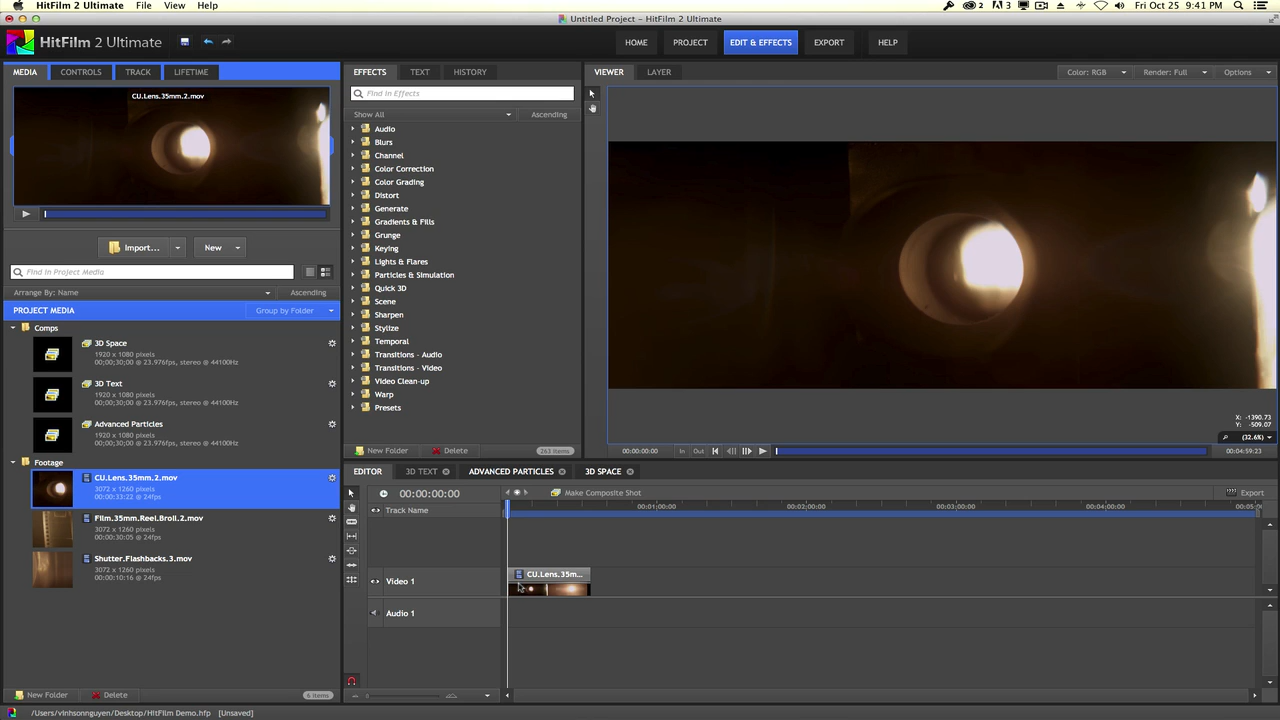 HitFilm 2 Ultimate File View Help
2 3 Fri Oct 25 9:41 PM
Untitled Project - HitFilm 2 Ultimate
HitFilm 2 Ultimate
HOME PROJECT EDIT & EFFECTS EXPORT HELP
MEDIA CONTROLS TRACK LIFETIME
CU.Lens.35mm.2.mov
Import... New
Find in Project Media
Arrange By: Name Ascending
PROJECT MEDIA Group by Folder
Comps
3D Space
1920 x 1080 pixels
00;00;30;00 @ 23.976fps, stereo @ 44100Hz
3D Text
1920 x 1080 pixels
00;00;30;00 @ 23.976fps, stereo @ 44100Hz
Advanced Particles
1920 x 1080 pixels
00;00;30;00 @ 23.976fps, stereo @ 44100Hz
Footage
CU.Lens.35mm.2.mov
3072 x 1260 pixels
00:00:33:22 @ 24fps
Film.35mm.Reel.Broll.2.mov
3072 x 1260 pixels
00:00:30:05 @ 24fps
Shutter.Flashbacks.3.mov
3072 x 1260 pixels
00:00:10:16 @ 24fps
New Folder Delete 6 items
EFFECTS TEXT HISTORY
Find in Effects
Show All Ascending
Audio
Blurs
Channel
Color Correction
Color Grading
Distort
Generate
Gradients & Fills
Grunge
Keying
Lights & Flares
Particles & Simulation
Quick 3D
Scene
Sharpen
Stylize
Temporal
Transitions - Audio
Transitions - Video
Video Clean-up
Warp
Presets
New Folder Delete 263 items
VIEWER LAYER Color: RGB Render: Full Options
X: -1390.73
Y: -509.07
(32.6%)
00:00:00:00 In Out 00:04:59:23
EDITOR 3D TEXT ADVANCED PARTICLES 3D SPACE
00:00:00:00 Make Composite Shot Export
Track Name 00:01:00:00 00:02:00:00 00:03:00:00 00:04:00:00
Video 1 CU.Lens.35m...
Audio 1
/Users/vinhsonnguyen/Desktop/HitFilm Demo.hfp [Unsaved]